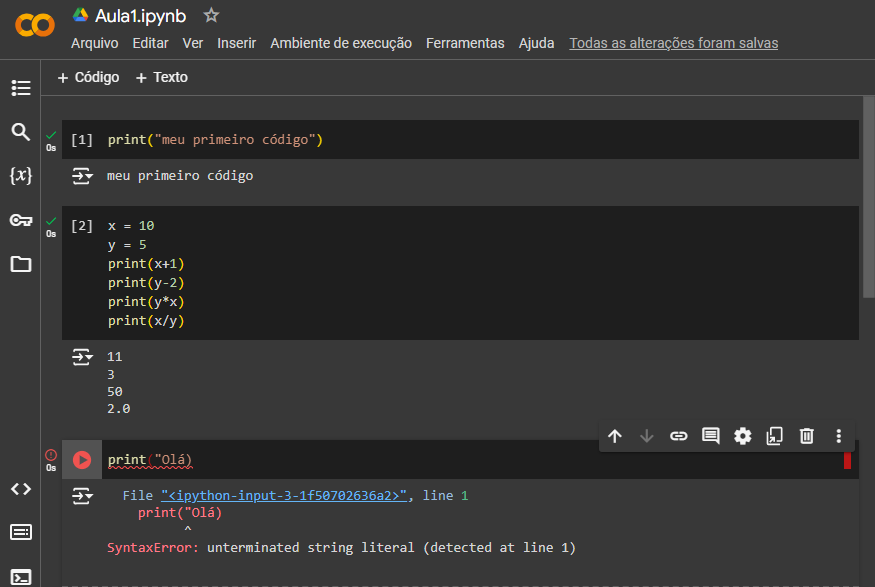 Aula1.ipynb
Arquivo Editar Ver Inserir Ambiente de execução Ferramentas Ajuda Todas as alterações foram salvas
+ Código + Texto
[1] print("meu primeiro código")
0s
meu primeiro código
[2] x = 10
0s
y = 5
print(x+1)
print(y-2)
print(y*x)
print(x/y)
11
3
50
2.0
print("Olá)
0s
File "<ipython-input-3-1f50702636a2>", line 1
print("Olá)
^
SyntaxError: unterminated string literal (detected at line 1)